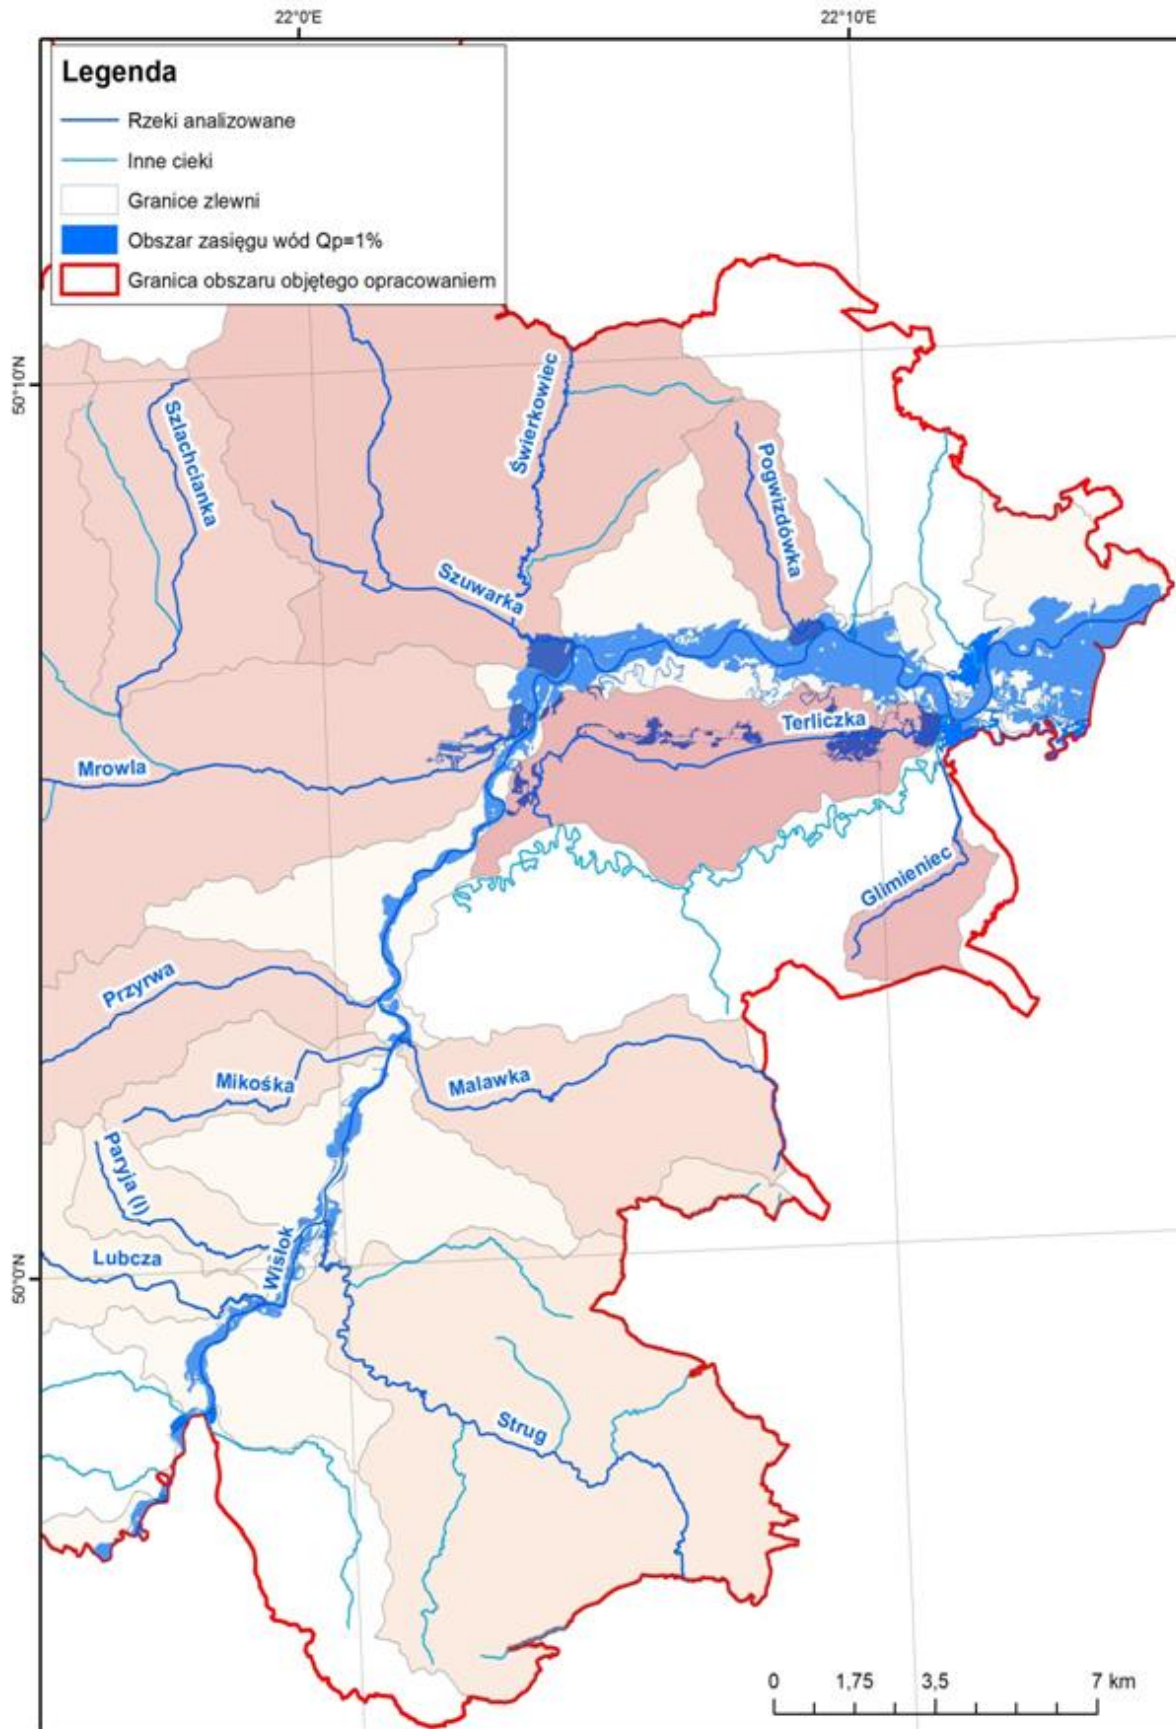 22°0'E
22°10'E
Legenda
Rzeki analizowane
Inne cieki
Granice zlewni
Obszar zasięgu wód Qp=1%
Granica obszaru objętego opracowaniem
50°10'N
Szlachcianka
Świerkowiec
Pogwizdówka
Szuwarka
Terliczka
Mrowla
Glimieniec
Przyrwa
Mikośka
Malawka
Paryja (I)
Lubcza
Wisłok
50°0'N
Strug
0 1,75 3,5 7 km